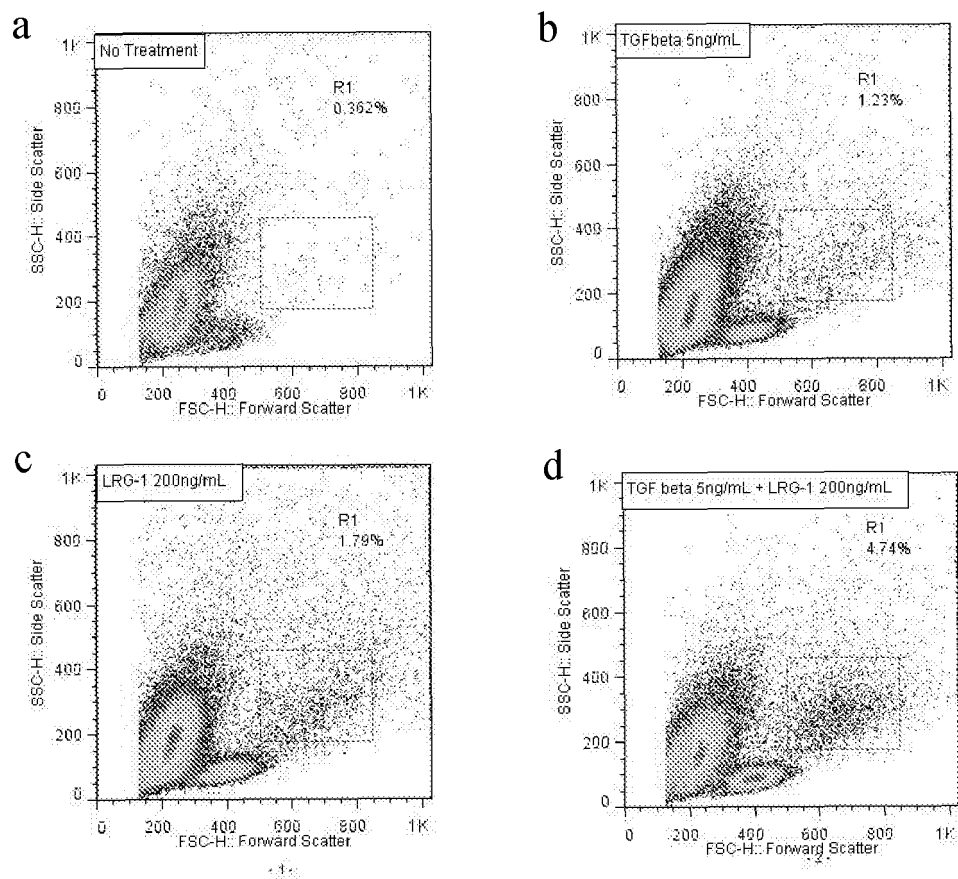 a
No Treatment
R1
0.362%
1K
800
600
400
200
0
SSC-H:: Side Scatter
0 200 400 600 800 1K
FSC-H:: Forward Scatter
b
TGFbeta 5ng/mL
R1
1.23%
1K
800
600
400
200
0
SSC-H:: Side Scatter
0 200 400 600 800 1K
FSC-H:: Forward Scatter
c
LRG-1 200ng/mL
R1
1.79%
1K
800
600
400
200
0
SSC-H:: Side Scatter
0 200 400 600 800 1K
FSC-H:: Forward Scatter
d
TGF beta 5ng/mL + LRG-1 200ng/mL
R1
4.74%
1K
800
600
400
200
0
SSC-H:: Side Scatter
0 200 400 600 800 1K
FSC-H:: Forward Scatter